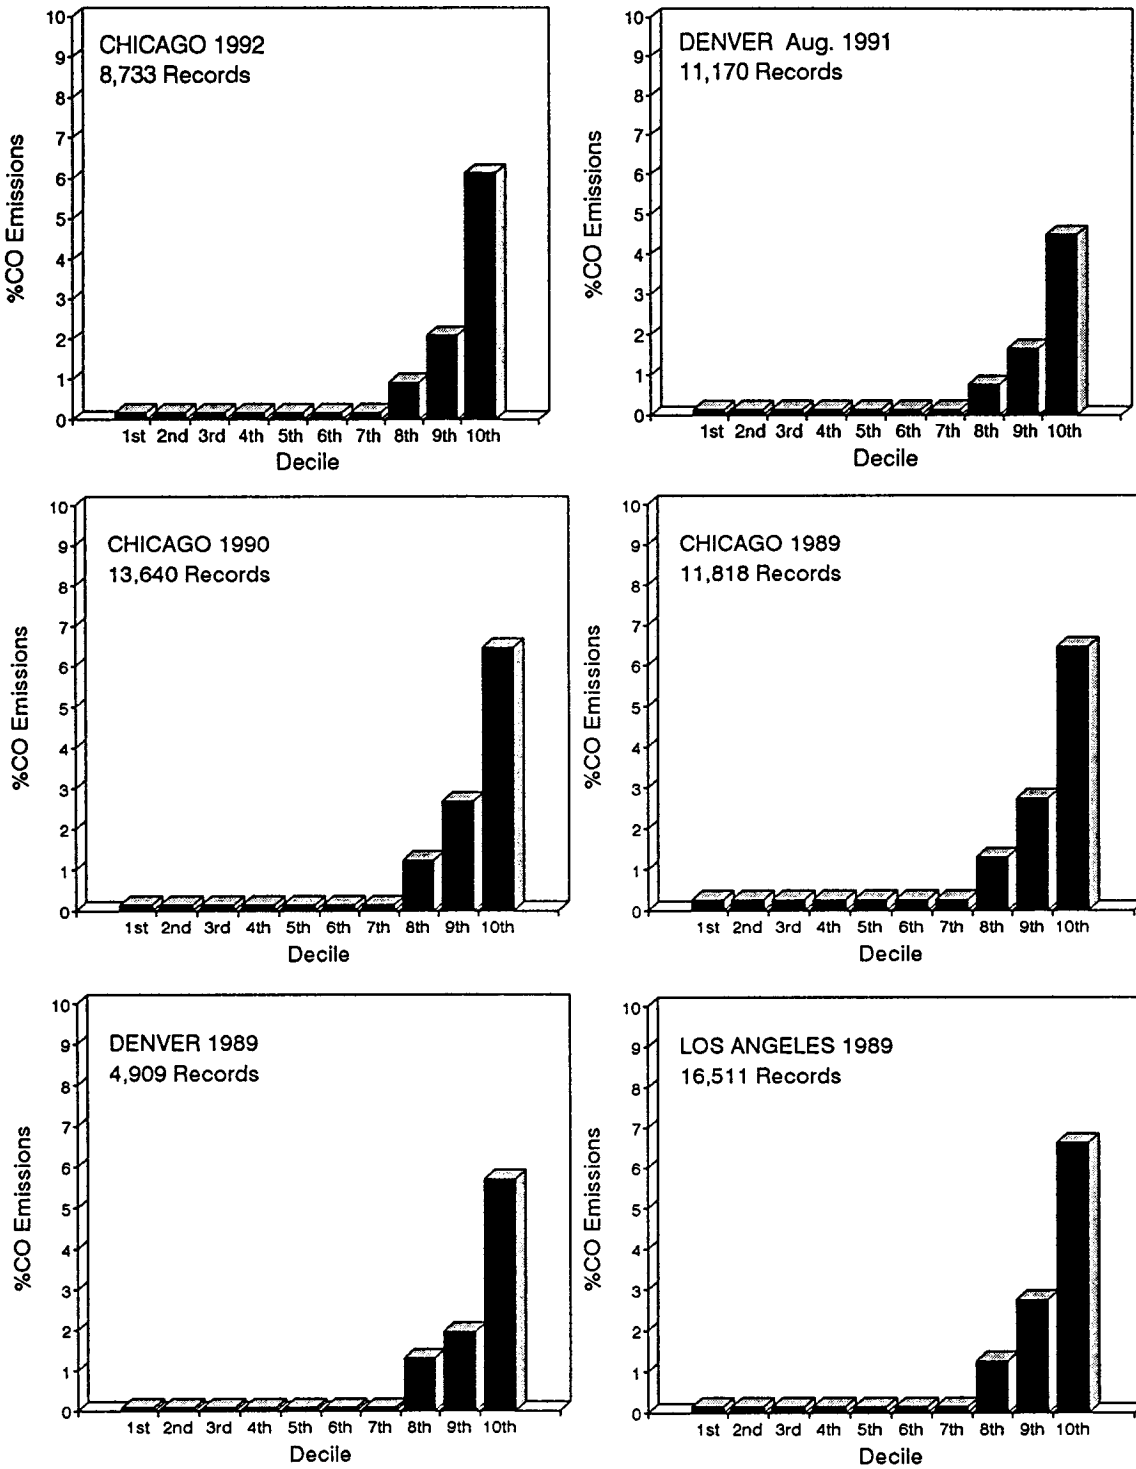 10
9
8
7
6
5
4
3
2
1
0
%CO Emissions
CHICAGO 1992
8,733 Records
1st 2nd 3rd 4th 5th 6th 7th 8th 9th 10th
Decile
10
9
8
7
6
5
4
3
2
1
0
%CO Emissions
DENVER Aug. 1991
11,170 Records
1st 2nd 3rd 4th 5th 6th 7th 8th 9th 10th
Decile
10
9
8
7
6
5
4
3
2
1
0
%CO Emissions
CHICAGO 1990
13,640 Records
1st 2nd 3rd 4th 5th 6th 7th 8th 9th 10th
Decile
10
9
8
7
6
5
4
3
2
1
0
%CO Emissions
CHICAGO 1989
11,818 Records
1st 2nd 3rd 4th 5th 6th 7th 8th 9th 10th
Decile
10
9
8
7
6
5
4
3
2
1
0
%CO Emissions
DENVER 1989
4,909 Records
1st 2nd 3rd 4th 5th 6th 7th 8th 9th 10th
Decile
10
9
8
7
6
5
4
3
2
1
0
%CO Emissions
LOS ANGELES 1989
16,511 Records
1st 2nd 3rd 4th 5th 6th 7th 8th 9th 10th
Decile